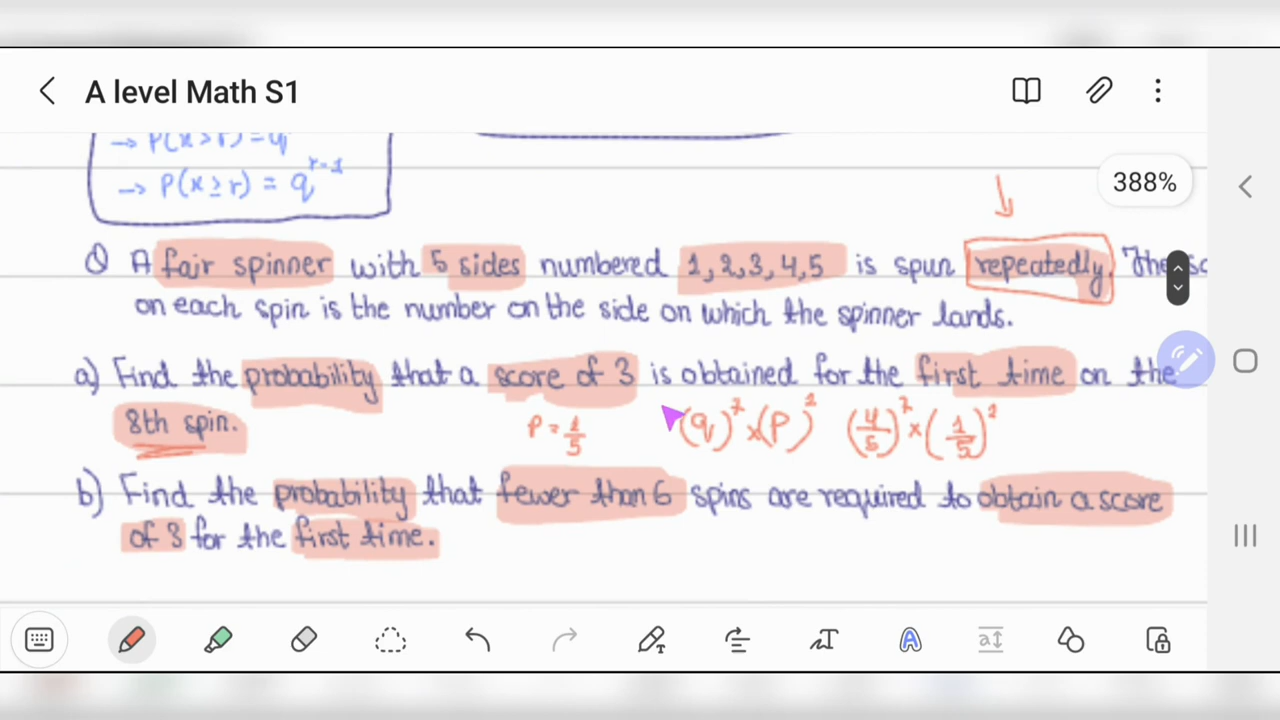 A level Math S1
→ P(x>r) = q
→ P(x ≥ r) = q^r-1
388%
Q A fair spinner with 5 sides numbered 1,2,3,4,5 is spun repeatedly. The sc
on each spin is the number on the side on which the spinner lands.
a) Find the probability that a score of 3 is obtained for the first time on the
8th spin.
P = 1/5 (q)^7 × (P)^1 (4/5)^7 × (1/5)^1
b) Find the probability that fewer than 6 spins are required to obtain a score
of 3 for the first time.